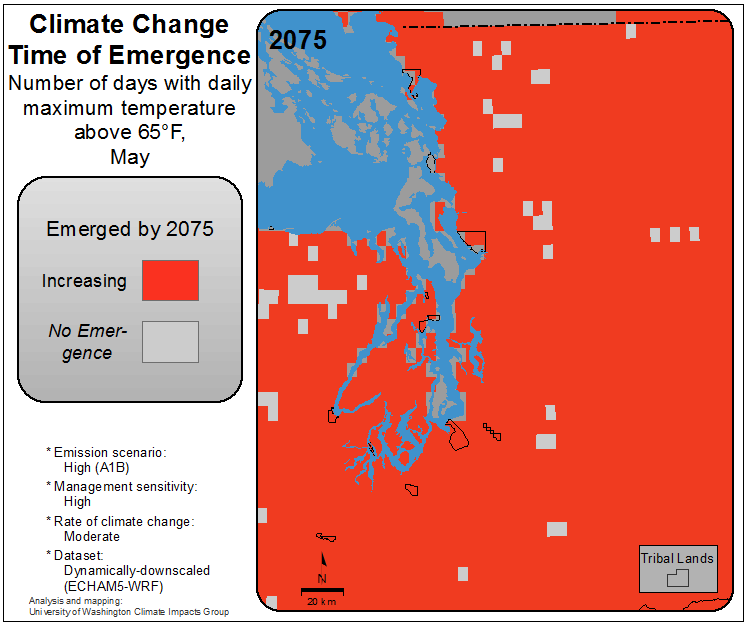 Climate Change
Time of Emergence
Number of days with daily
maximum temperature
above 65°F,
May
Emerged by 2075
Increasing
No Emer-
gence
* Emission scenario:
High (A1B)
* Management sensitivity:
High
* Rate of climate change:
Moderate
* Dataset:
Dynamically-downscaled
(ECHAM5-WRF)
Analysis and mapping:
University of Washington Climate Impacts Group
2075
N
20 km
Tribal Lands